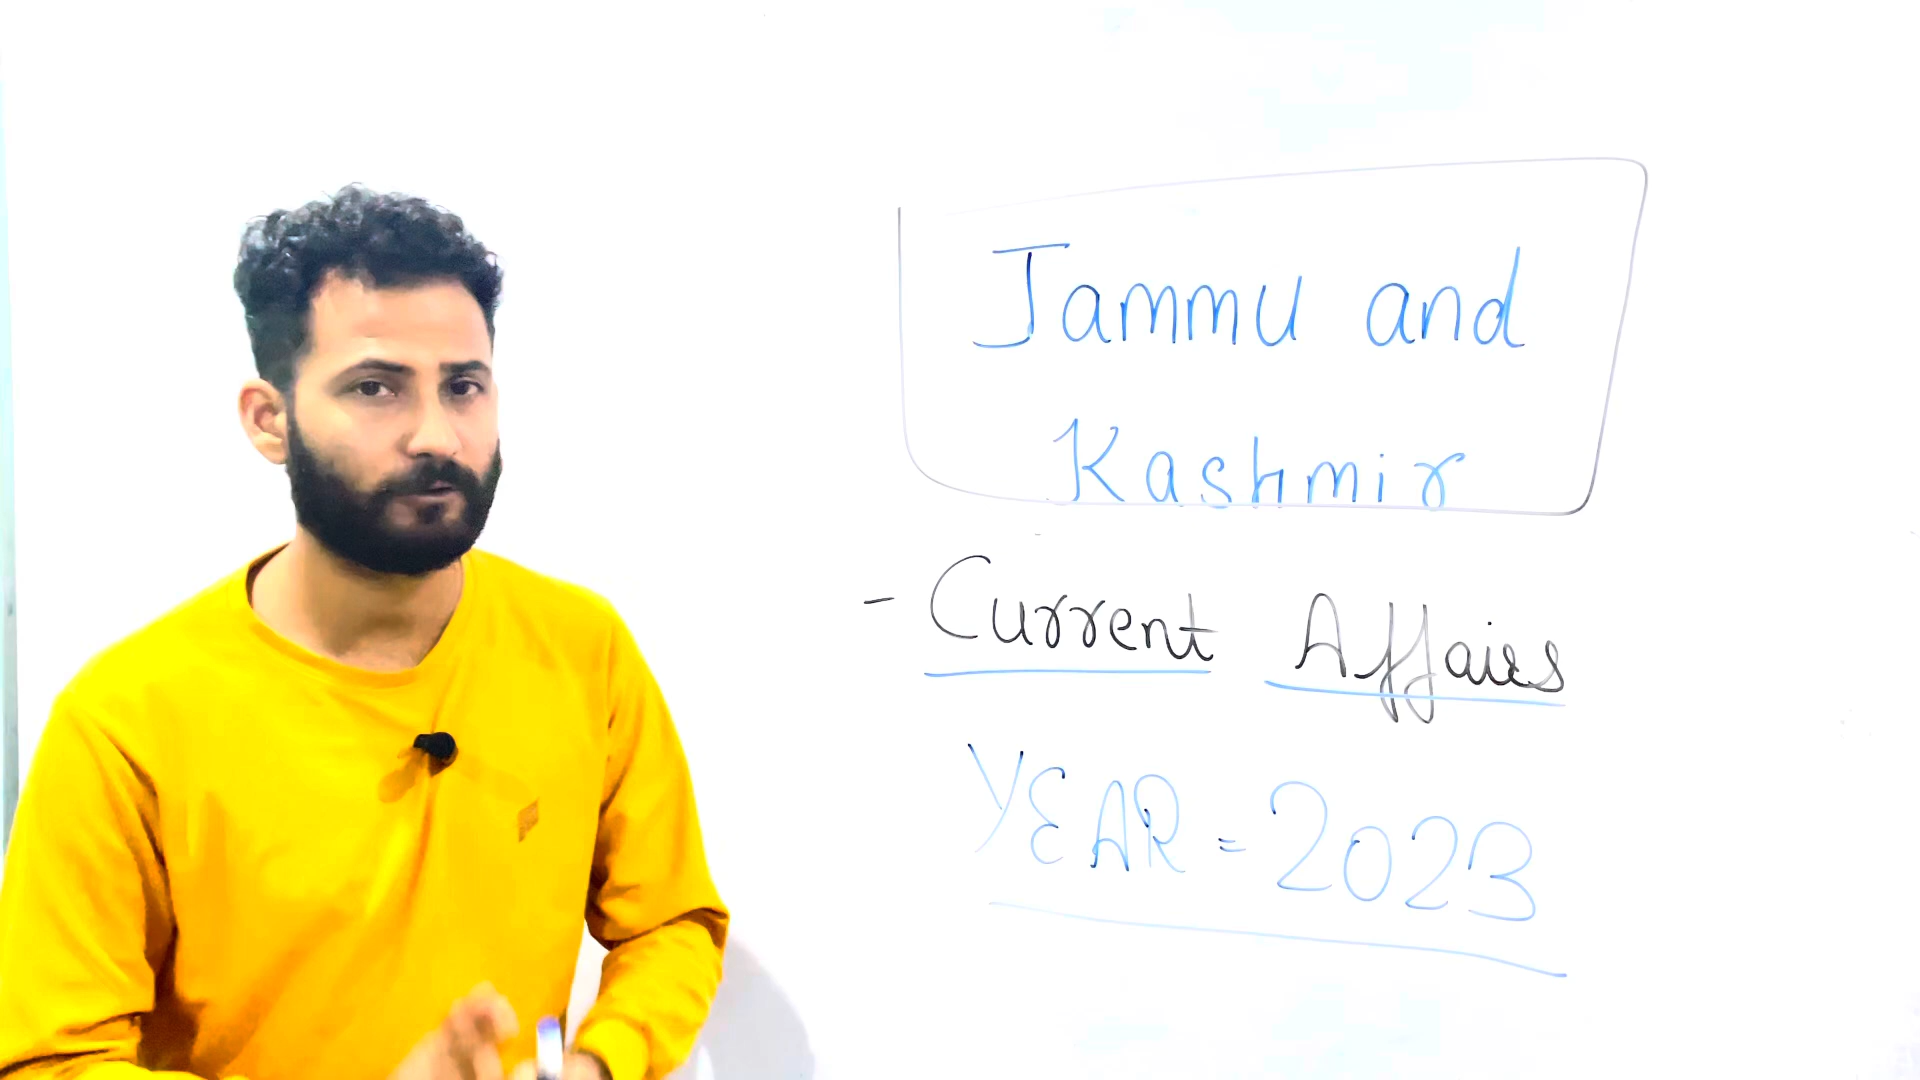 Jammu and
Kashmir
- Current Affairs
YEAR = 2023